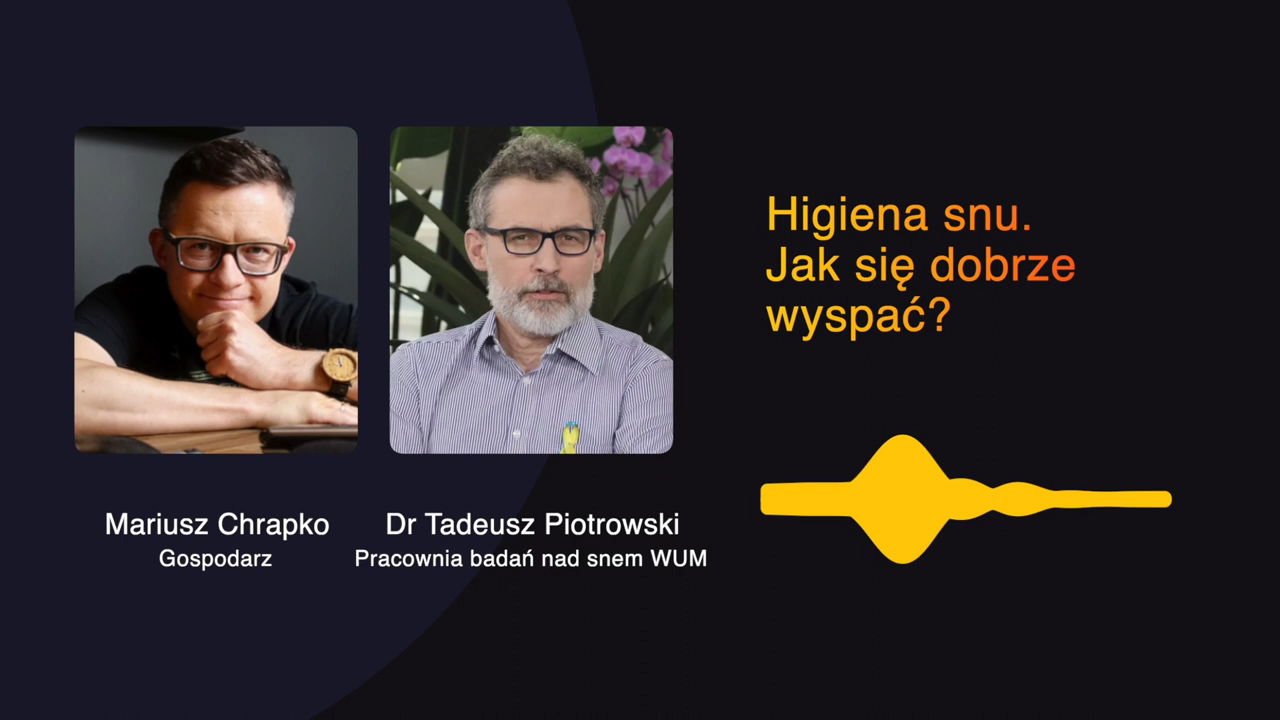 Higiena snu.
Jak się dobrze
wyspać?
Mariusz Chrapko
Gospodarz
Dr Tadeusz Piotrowski
Pracownia badań nad snem WUM